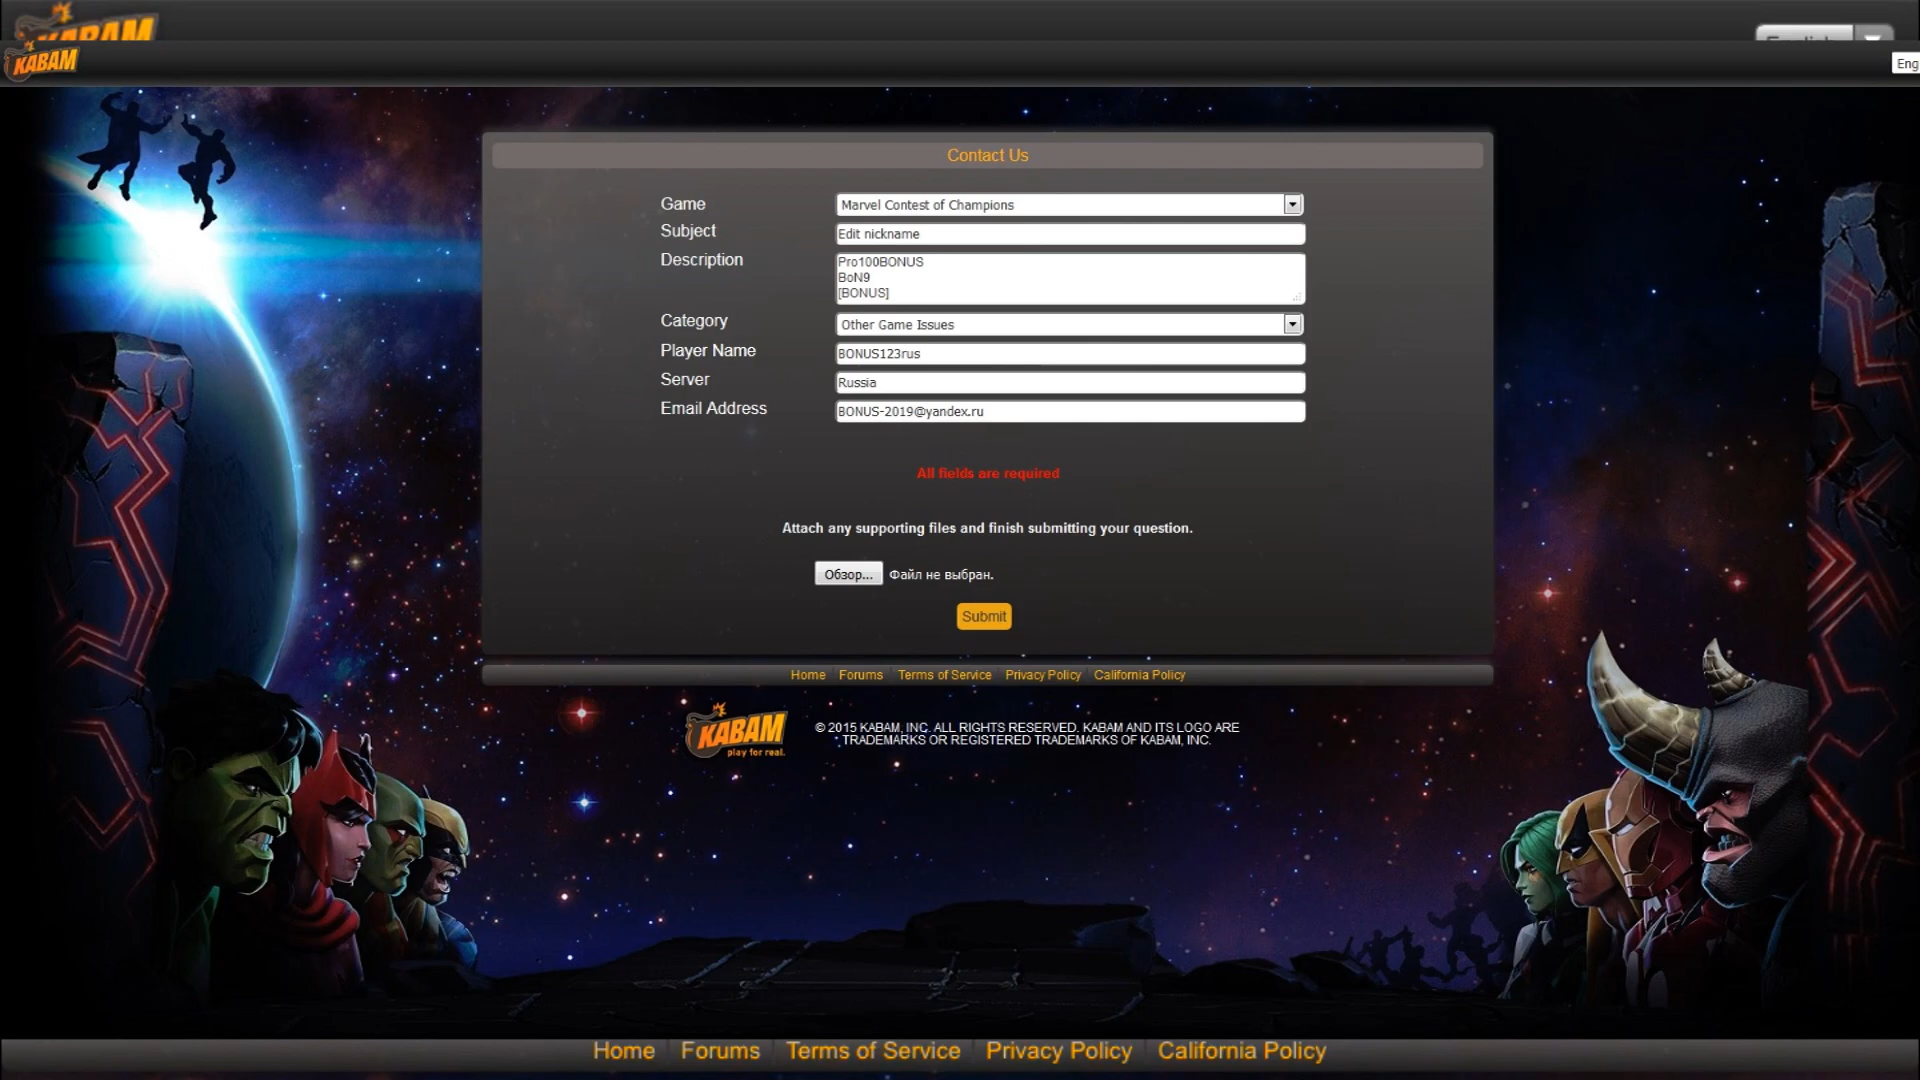 KABAM
KABAM
English
Eng
Contact Us
Game
Marvel Contest of Champions
Subject
Edit nickname
Description
Pro100BONUS
BoN9
[BONUS]
Category
Other Game Issues
Player Name
BONUS123rus
Server
Russia
Email Address
BONUS-2019@yandex.ru
All fields are required
Attach any supporting files and finish submitting your question.
Обзор... Файл не выбран.
Submit
Home Forums Terms of Service Privacy Policy California Policy
KABAM
play for real.
© 2015 KABAM, INC. ALL RIGHTS RESERVED. KABAM AND ITS LOGO ARE
TRADEMARKS OR REGISTERED TRADEMARKS OF KABAM, INC.
Home Forums Terms of Service Privacy Policy California Policy